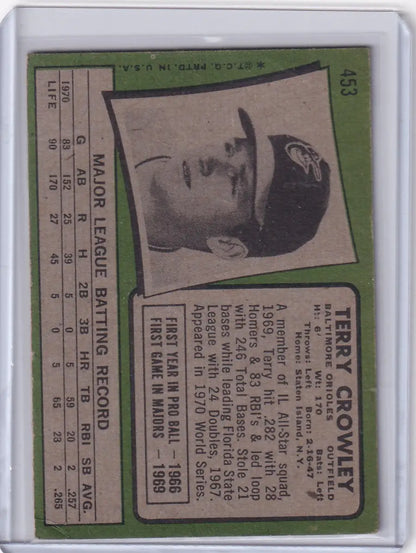 453
*©T.C.G. PRTD. IN U.S.A.
TERRY CROWLEY
BALTIMORE ORIOLES OUTFIELD
Ht: 6' Wt: 170 Bats: Left
Throws: Left Born: 2-16-47
Home: Staten Island, N.Y.
A member of IL All-Star squad,
1969, Terry hit .282 with 28
Homers & 83 RBI's & led loop
with 246 Total Bases. Stole 21
bases while leading Florida State
League with 24 Doubles, 1967.
Appeared in 1970 World Series.
FIRST YEAR IN PRO BALL — 1966
FIRST GAME IN MAJORS — 1969
MAJOR LEAGUE BATTING RECORD
G AB R H 2B 3B HR TB RBI SB AVG.
1970 83 152 25 39 5 0 5 59 20 2 .257
LIFE 90 170 27 45 5 0 5 65 23 2 .265